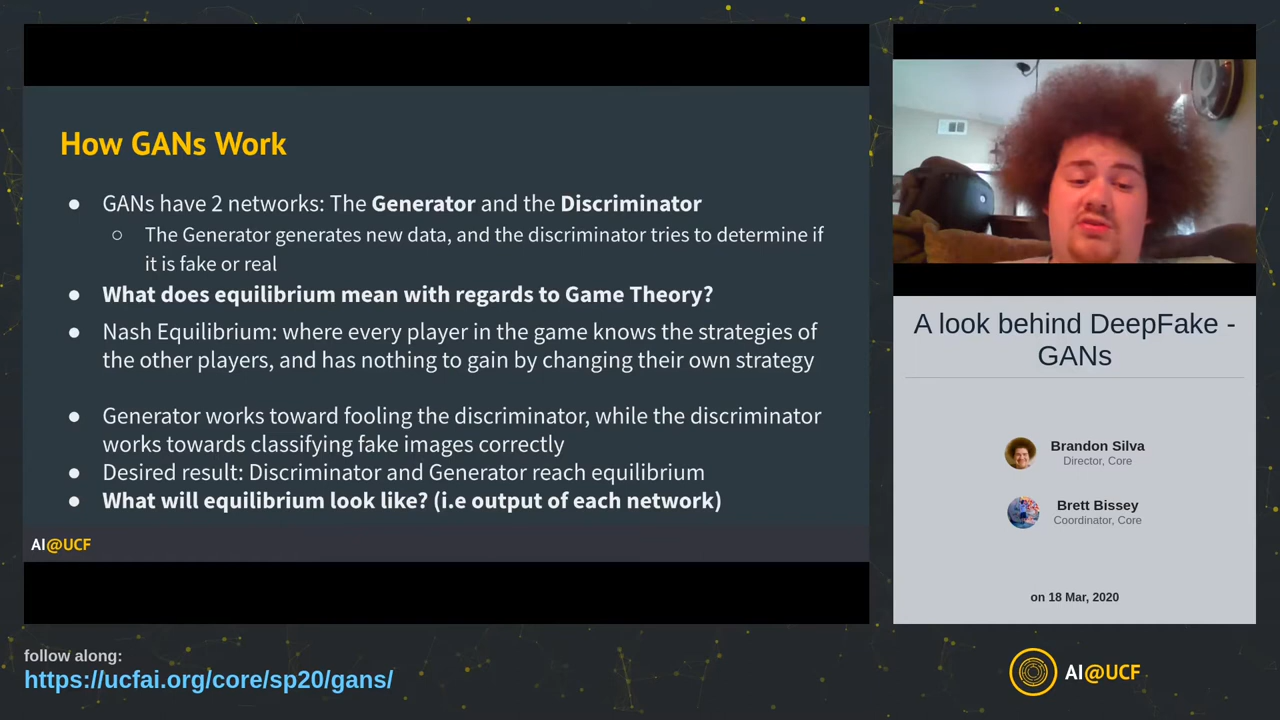 How GANs Work
● GANs have 2 networks: The Generator and the Discriminator
○ The Generator generates new data, and the discriminator tries to determine if
it is fake or real
● What does equilibrium mean with regards to Game Theory?
● Nash Equilibrium: where every player in the game knows the strategies of
the other players, and has nothing to gain by changing their own strategy
● Generator works toward fooling the discriminator, while the discriminator
works towards classifying fake images correctly
● Desired result: Discriminator and Generator reach equilibrium
● What will equilibrium look like? (i.e output of each network)
AI@UCF
A look behind DeepFake -
GANs
Brandon Silva
Director, Core
Brett Bissey
Coordinator, Core
on 18 Mar, 2020
follow along:
https://ucfai.org/core/sp20/gans/
AI@UCF